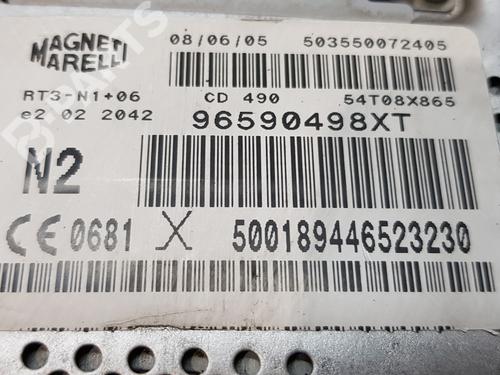 MAGNETI
MARELLI
08/06/05 503550072405
RT3-N1+06 CD 490 54T08X865
e2 02 2042 96590498XT
N2
CE 0681 X 500189446523230